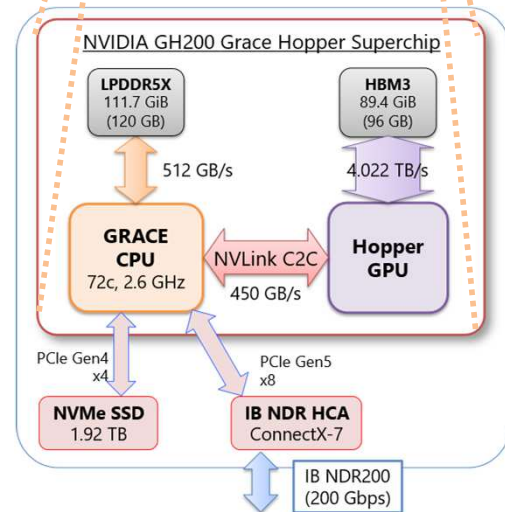 NVIDIA GH200 Grace Hopper Superchip
LPDDR5X
111.7 GiB
(120 GB)
HBM3
89.4 GiB
(96 GB)
512 GB/s
4.022 TB/s
GRACE
CPU
72c, 2.6 GHz
NVLink C2C
450 GB/s
Hopper
GPU
PCIe Gen4
x4
PCIe Gen5
x8
NVMe SSD
1.92 TB
IB NDR HCA
ConnectX-7
IB NDR200
(200 Gbps)